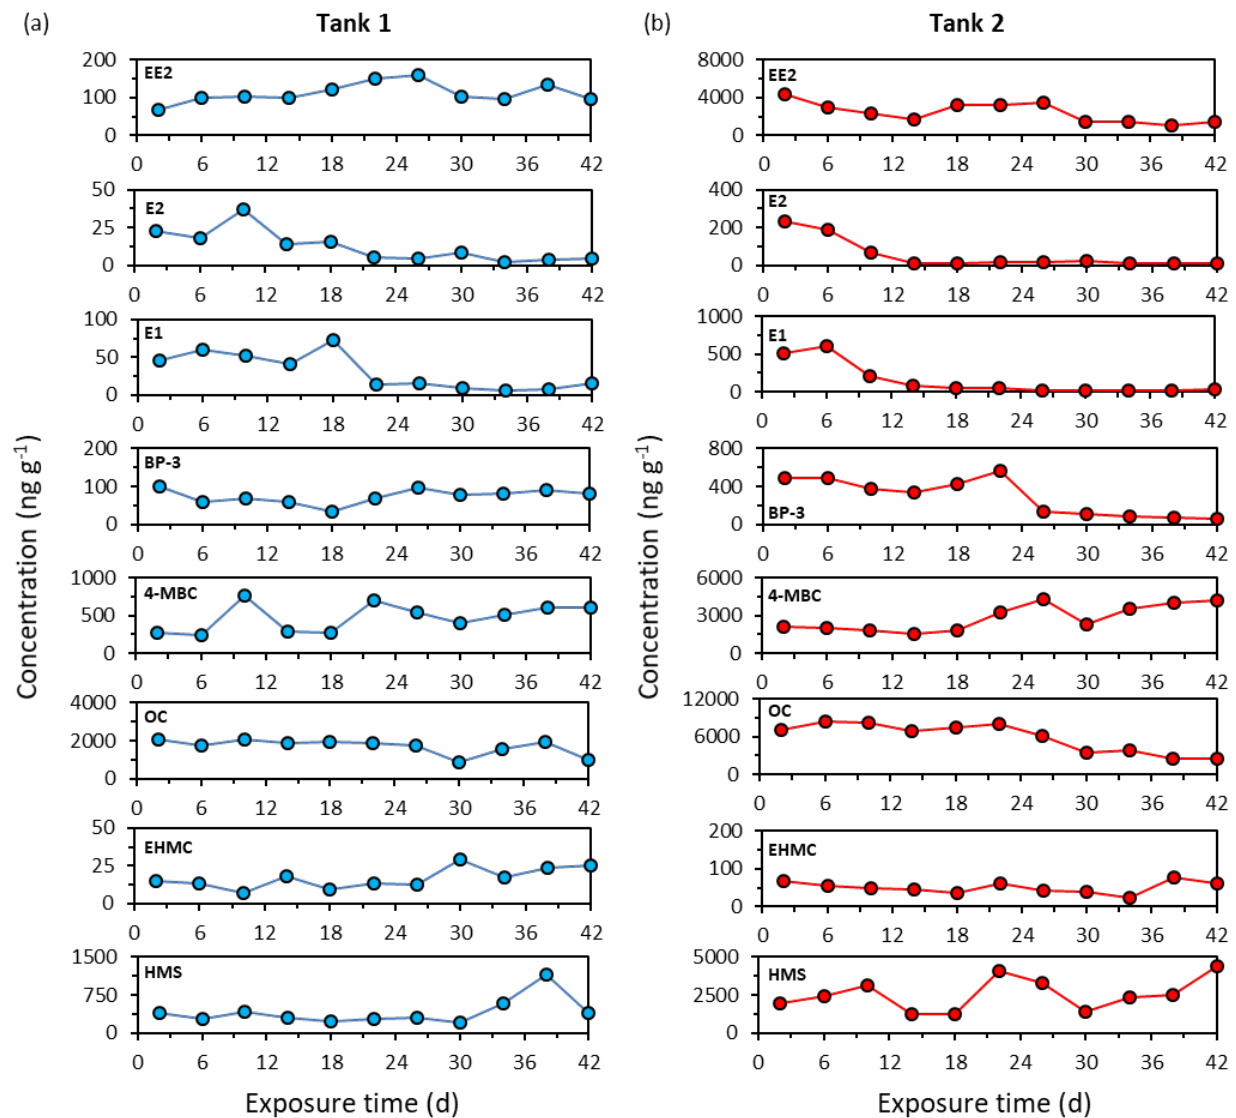 (a) Tank 1
200
100
0
EE2
0 6 12 18 24 30 36 42
50
25
0
E2
0 6 12 18 24 30 36 42
100
50
0
E1
0 6 12 18 24 30 36 42
200
100
0
BP-3
0 6 12 18 24 30 36 42
1000
500
0
4-MBC
0 6 12 18 24 30 36 42
4000
2000
0
OC
0 6 12 18 24 30 36 42
50
25
0
EHMC
0 6 12 18 24 30 36 42
1500
750
0
HMS
0 6 12 18 24 30 36 42
Concentration (ng g⁻¹)
Exposure time (d)
(b) Tank 2
8000
4000
0
EE2
0 6 12 18 24 30 36 42
400
200
0
E2
0 6 12 18 24 30 36 42
1000
500
0
E1
0 6 12 18 24 30 36 42
800
400
0
BP-3
0 6 12 18 24 30 36 42
6000
3000
0
4-MBC
0 6 12 18 24 30 36 42
12000
6000
0
OC
0 6 12 18 24 30 36 42
200
100
0
EHMC
0 6 12 18 24 30 36 42
5000
2500
0
HMS
0 6 12 18 24 30 36 42
Concentration (ng g⁻¹)
Exposure time (d)